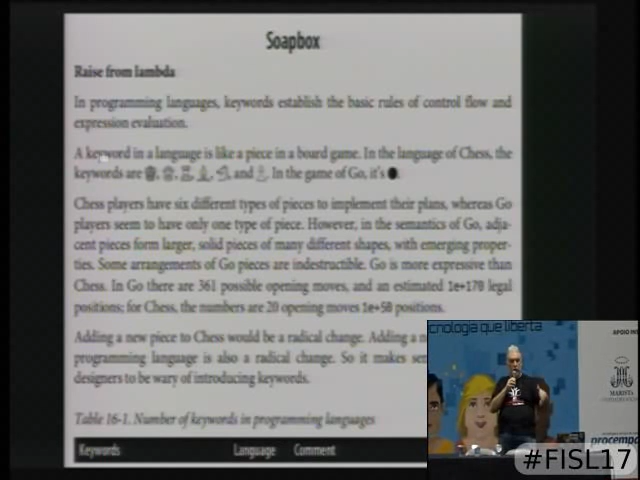 Soapbox
Raise from lambda
In programming languages, keywords establish the basic rules of control flow and
expression evaluation.
A keyword in a language is like a piece in a board game. In the language of Chess, the
keywords are ♚, ♛, ♜, ♝, ♞, and ♙. In the game of Go, it's ●.
Chess players have six different types of pieces to implement their plans, whereas Go
players seem to have only one type of piece. However, in the semantics of Go, adja-
cent pieces form larger, solid pieces of many different shapes, with emerging proper-
ties. Some arrangements of Go pieces are indestructible. Go is more expressive than
Chess. In Go there are 361 possible opening moves, and an estimated 1e+170 legal
positions; for Chess, the numbers are 20 opening moves 1e+50 positions.
Adding a new piece to Chess would be a radical change. Adding a
programming language is also a radical change. So it makes
designers to be wary of introducing keywords.
Table 16-1. Number of keywords in programming languages
Keywords Language Comment
cnologia que liberta
MARISTA
procempa
#FISL17